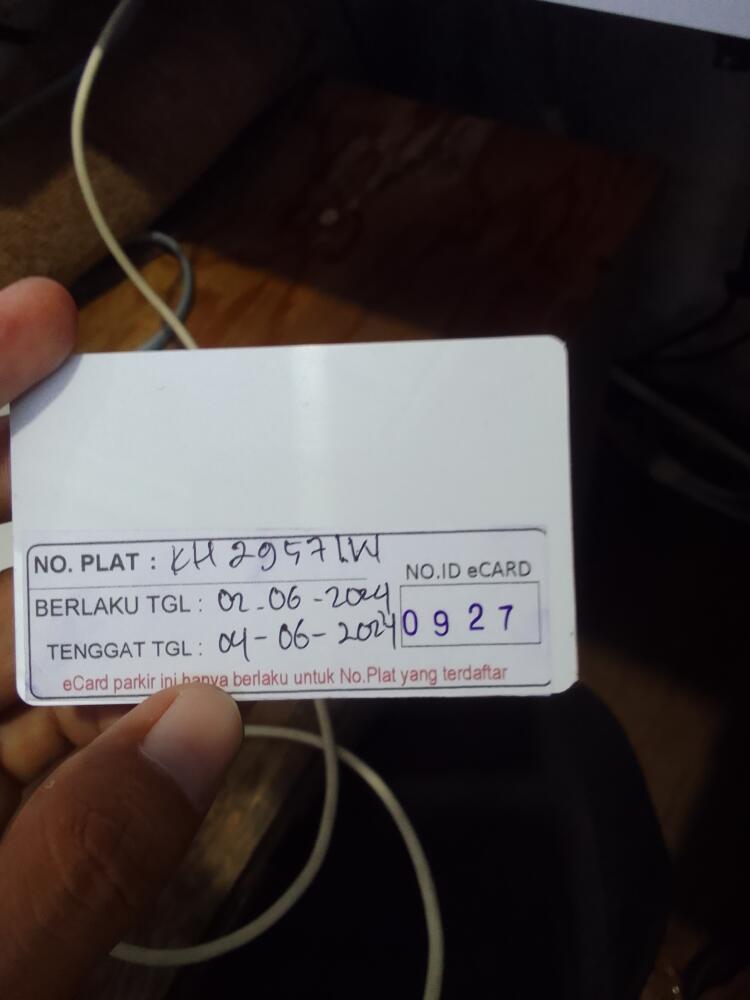 NO. PLAT : KH 2957 LW
NO.ID eCARD
BERLAKU TGL : 02-06-2024
0927
TENGGAT TGL : 04-06-2024
eCard parkir ini hanya berlaku untuk No.Plat yang terdaftar